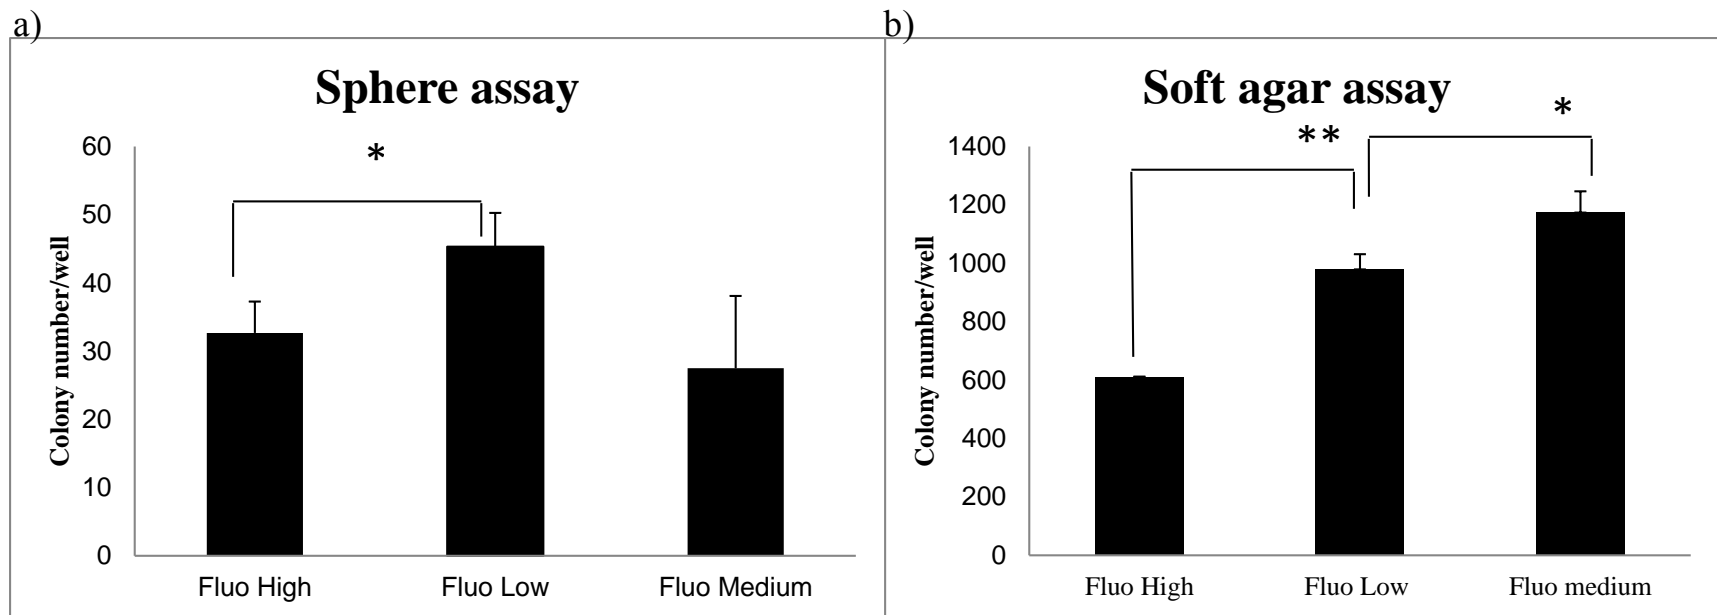 a)
Sphere assay
*
Colony number/well
60
50
40
30
20
10
0
Fluo High Fluo Low Fluo Medium
b)
Soft agar assay
**
*
Colony number/well
1400
1200
1000
800
600
400
200
0
Fluo High Fluo Low Fluo medium